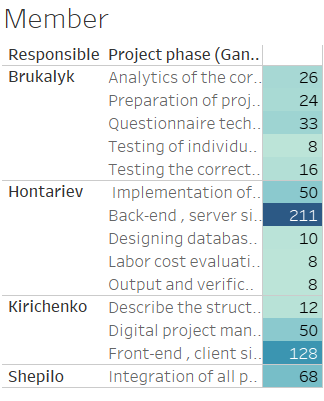 Member
Responsible Project phase (Gan..
Brukalyk Analytics of the cor.. 26
Preparation of proj.. 24
Questionnaire tech.. 33
Testing of individu.. 8
Testing the correct.. 16
Hontariev Implementation of.. 50
Back-end , server si.. 211
Designing databas.. 10
Labor cost evaluati.. 8
Output and verific.. 8
Kirichenko Describe the struct.. 12
Digital project man.. 50
Front-end , client si.. 128
Shepilo Integration of all p.. 68